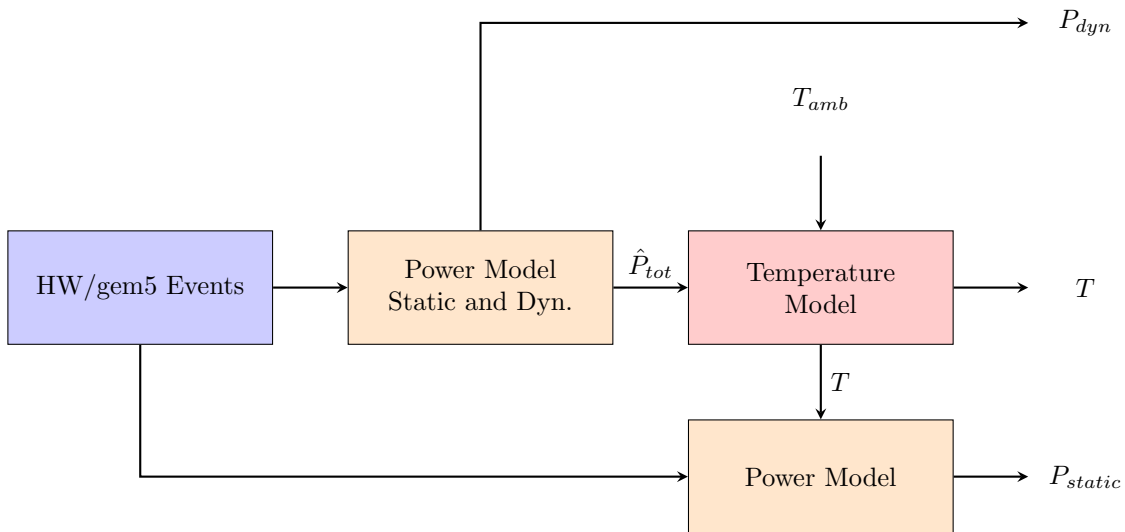 P_{dyn}
T_{amb}
HW/gem5 Events
Power Model
Static and Dyn.
\hat{P}_{tot}
Temperature
Model
T
T
Power Model
P_{static}